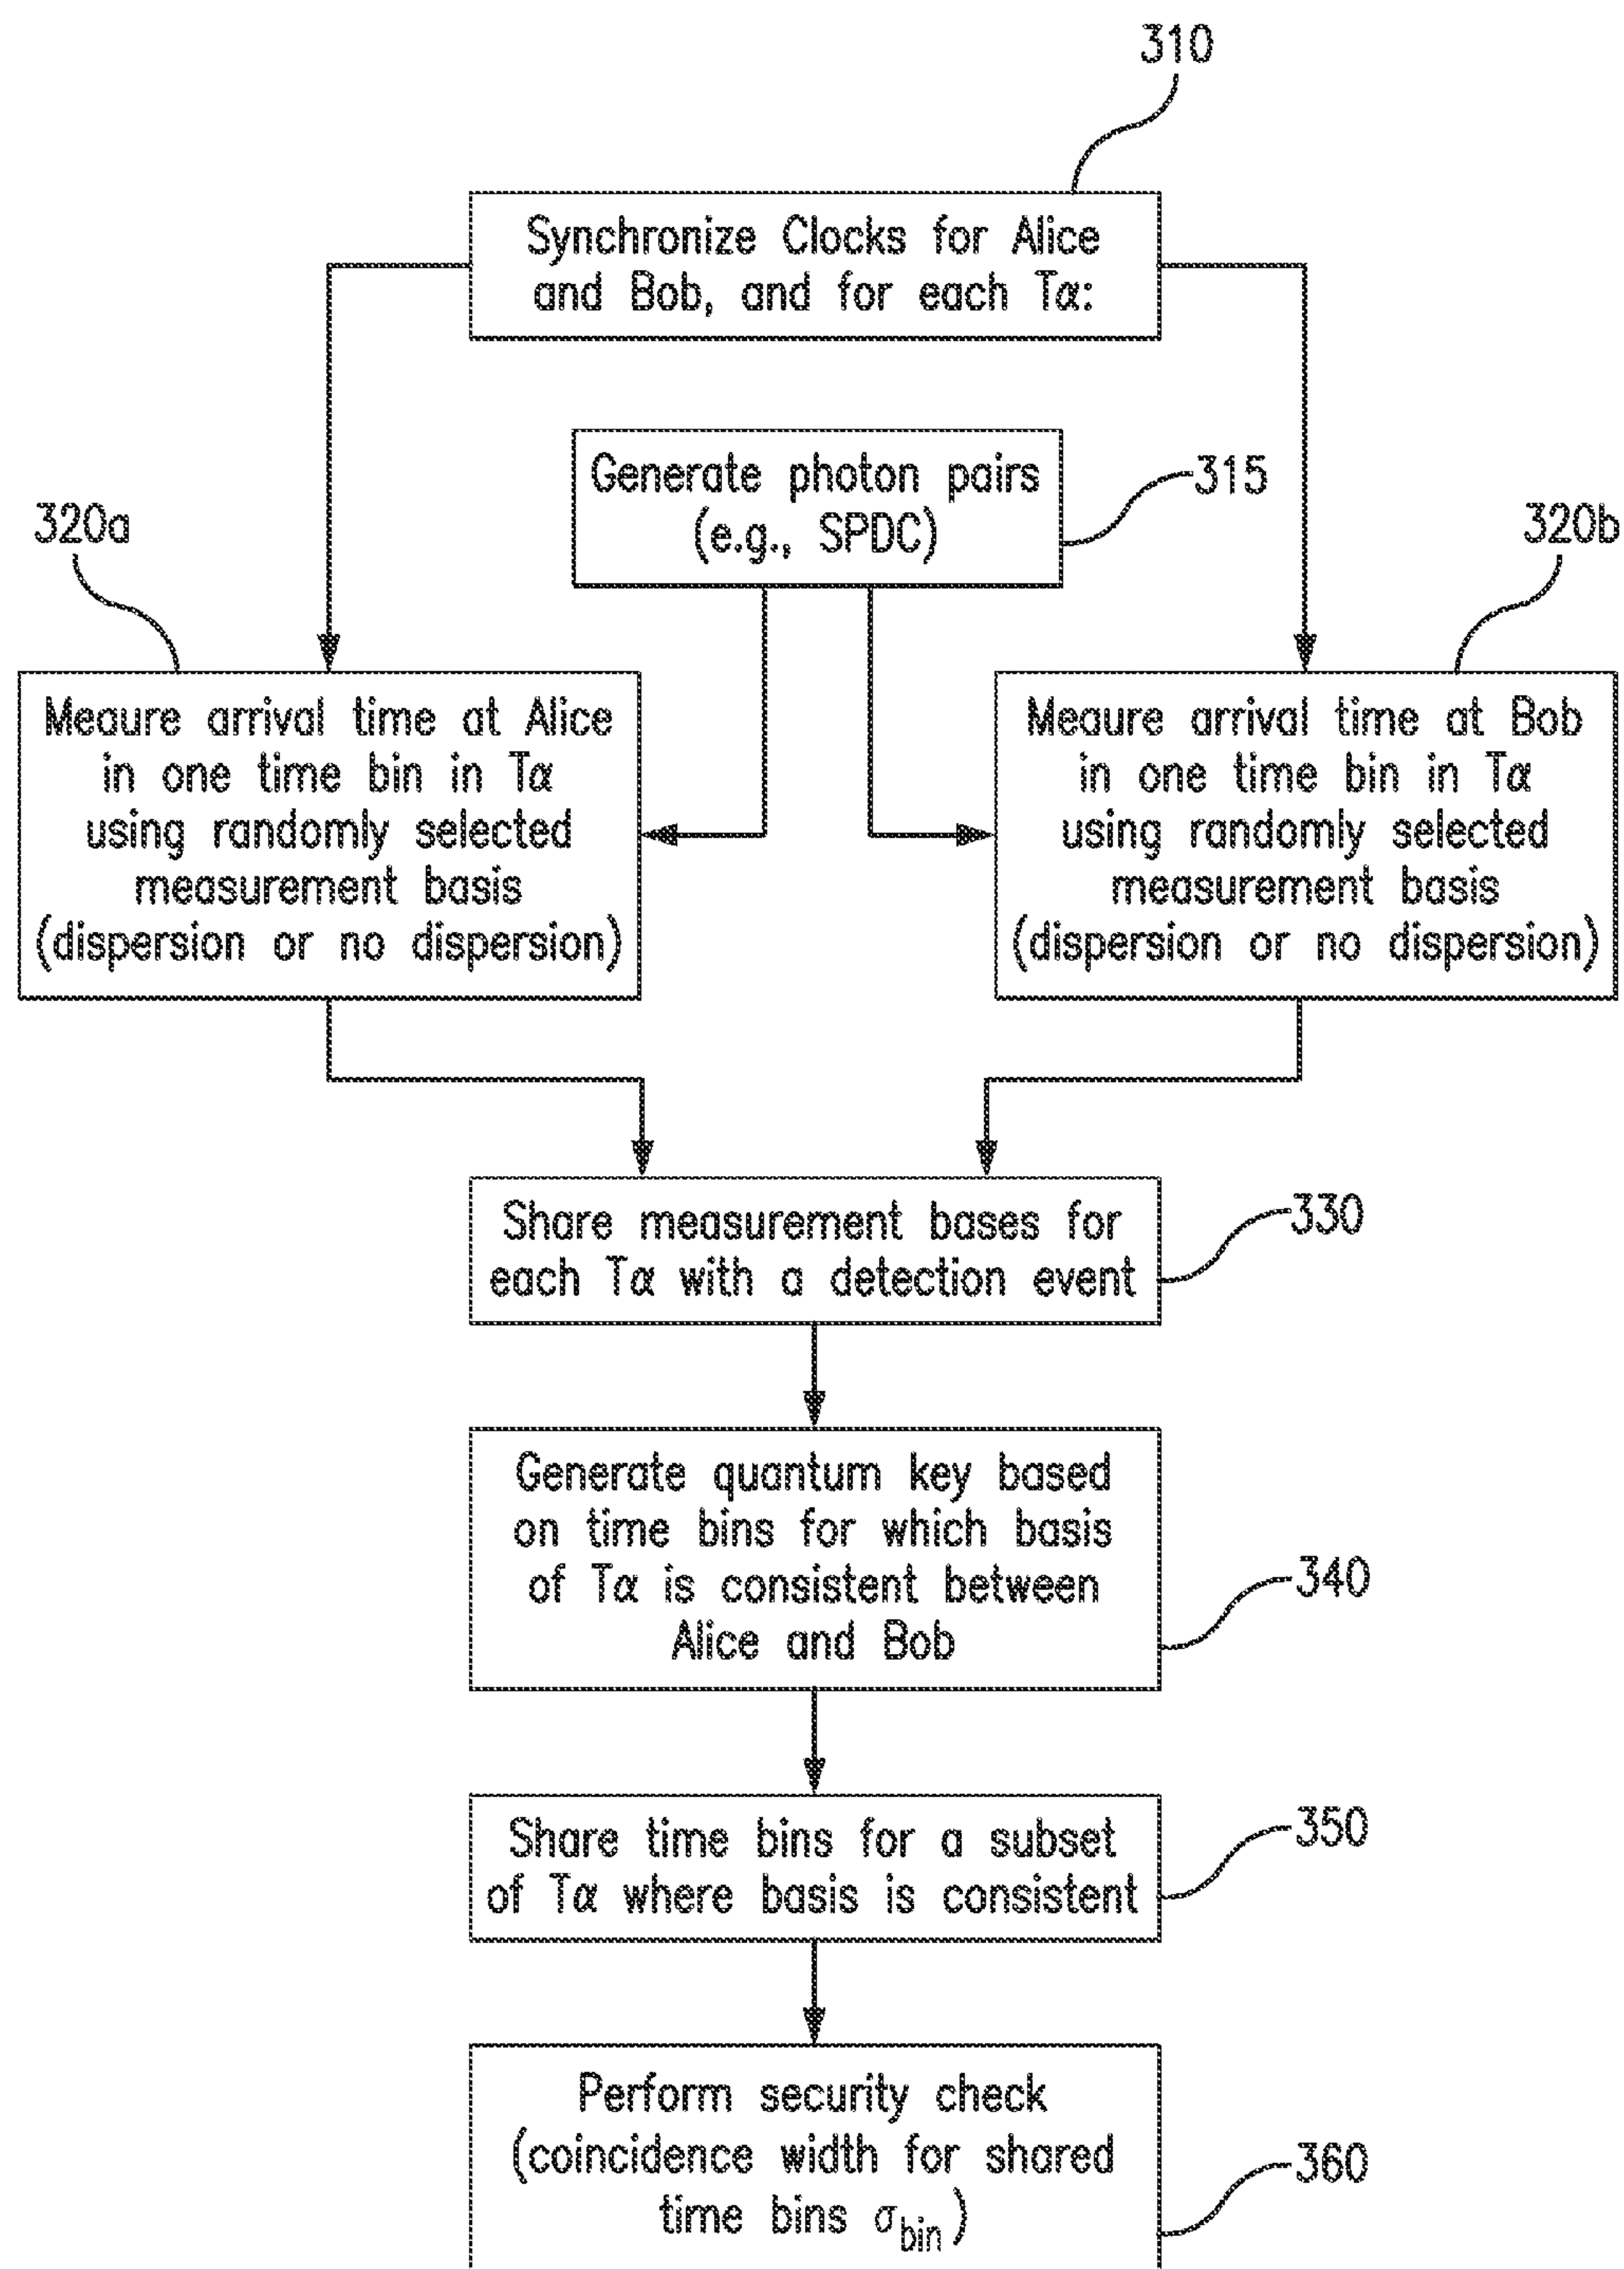 310
Synchronize Clocks for Alice
and Bob, and for each Tα:
Generate photon pairs
(e.g., SPDC)
315
320a
320b
Meaure arrival time at Alice
in one time bin in Tα
using randomly selected
measurement basis
(dispersion or no dispersion)
Meaure arrival time at Bob
in one time bin in Tα
using randomly selected
measurement basis
(dispersion or no dispersion)
Share measurement bases for
each Tα with a detection event
330
Generate quantum key based
on time bins for which basis
of Tα is consistent between
Alice and Bob
340
Share time bins for a subset
of Tα where basis is consistent
350
Perform security check
(coincidence width for shared
time bins σbin)
360